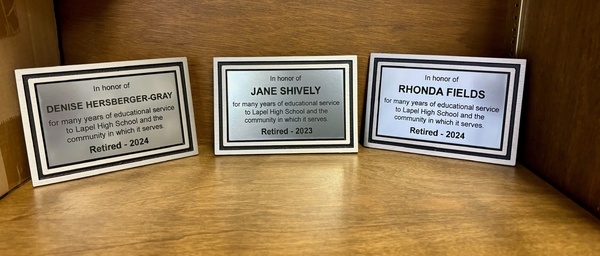 In honor of
DENISE HERSBERGER-GRAY
for many years of educational service
to Lapel High School and the
community in which it serves.
Retired - 2024
In honor of
JANE SHIVELY
for many years of educational service
to Lapel High School and the
community in which it serves.
Retired - 2023
In honor of
RHONDA FIELDS
for many years of educational service
to Lapel High School and the
community in which it serves.
Retired - 2024